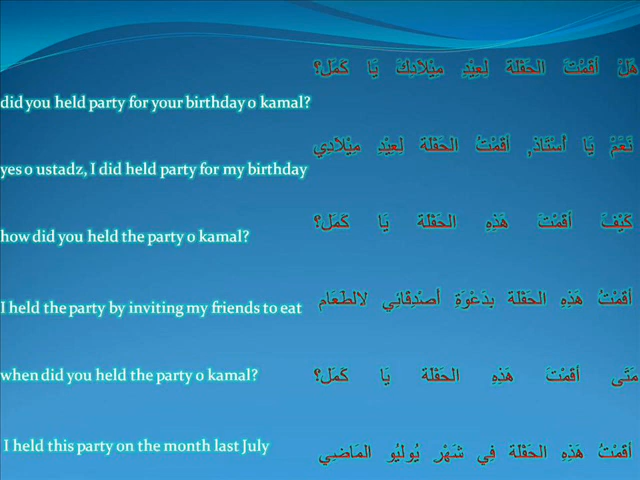 هَلْ أَقَمْتَ الحَفْلَة لِعِيْدِ مِيْلَادِكَ يَا كَمَل؟
did you held party for your birthday o kamal?
نَعَمْ يَا أُسْتَاذ, أَقَمْتُ الحَفْلَة لِعِيْدِ مِيْلَادِي
yes o ustadz, I did held party for my birthday
كَيْفَ أَقَمْتَ هَذِهِ الحَفْلَة يَا كَمَل؟
how did you held the party o kamal?
أَقَمْتُ هَذِهِ الحَفْلَة بِدَعْوَةِ أَصْدِقَائِي لالطَعَام
I held the party by inviting my friends to eat
مَتَى أَقَمْتَ هَذِهِ الحَفْلَة يَا كَمَل؟
when did you held the party o kamal?
أَقَمْتُ هَذِهِ الحَفْلَة فِي شَهْر يُولْيُو المَاضِي
I held this party on the month last July